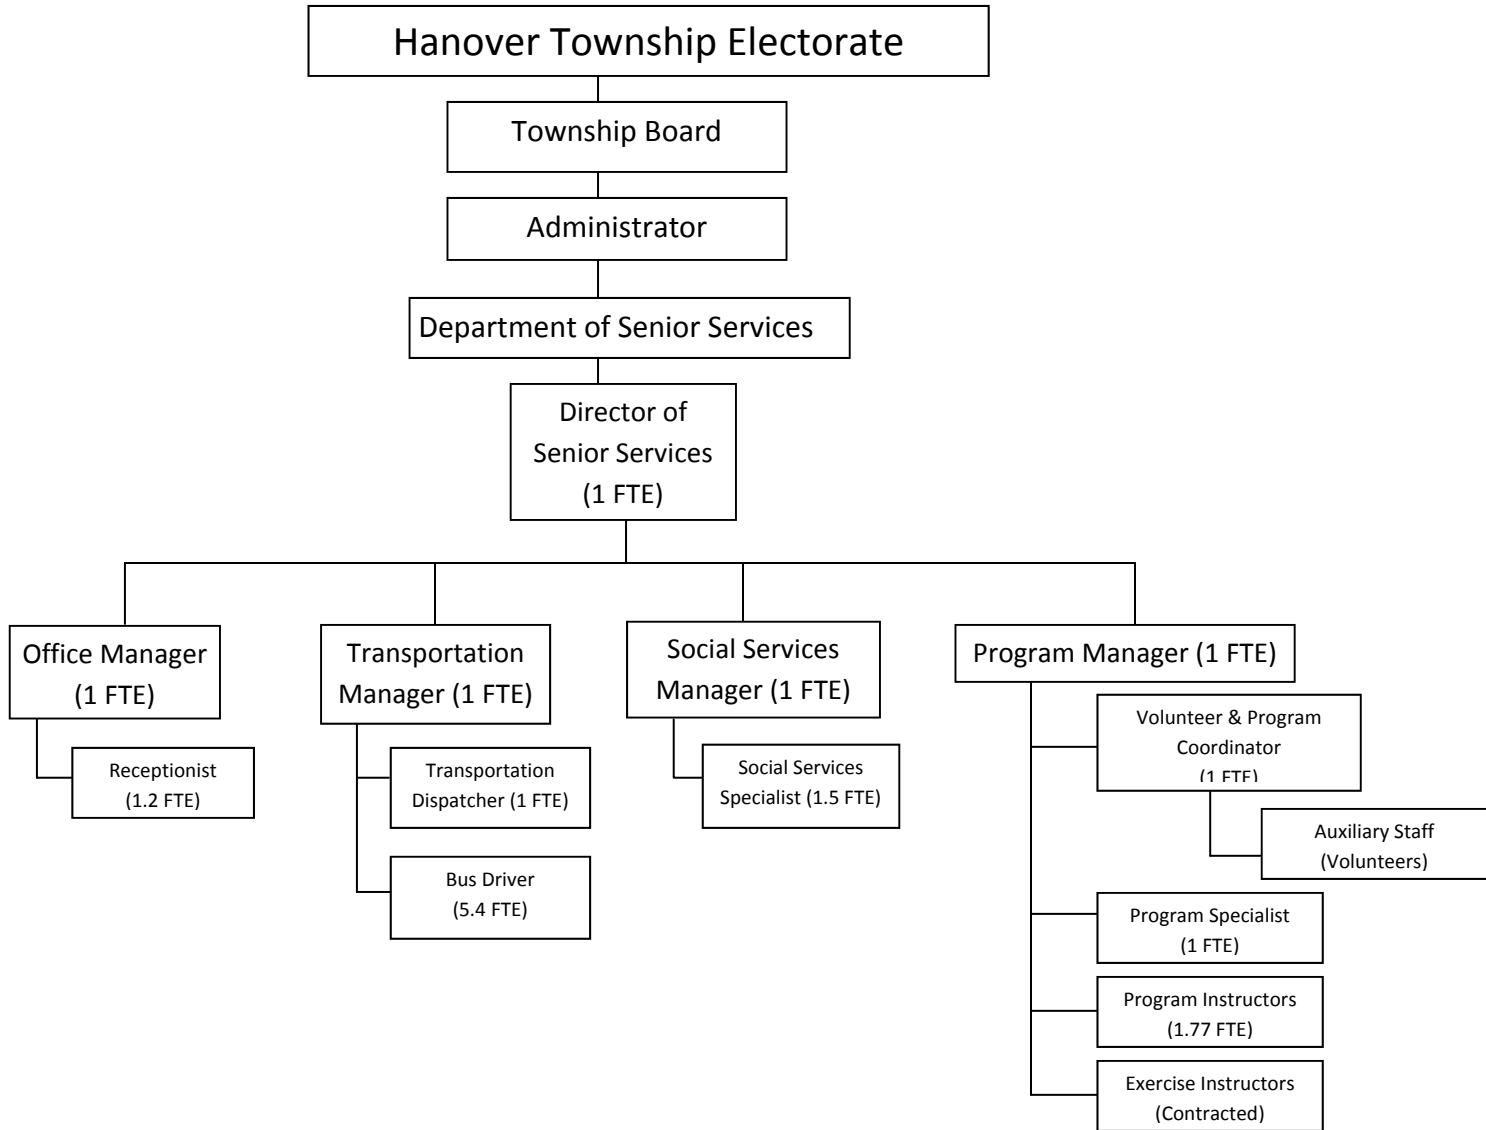 Hanover Township Electorate
Township Board
Administrator
Department of Senior Services
Director of
Senior Services
(1 FTE)
Office Manager
(1 FTE)
Transportation
Manager (1 FTE)
Social Services
Manager (1 FTE)
Program Manager (1 FTE)
Receptionist
(1.2 FTE)
Transportation
Dispatcher (1 FTE)
Bus Driver
(5.4 FTE)
Social Services
Specialist (1.5 FTE)
Volunteer & Program
Coordinator
(1 FTE)
Auxiliary Staff
(Volunteers)
Program Specialist
(1 FTE)
Program Instructors
(1.77 FTE)
Exercise Instructors
(Contracted)